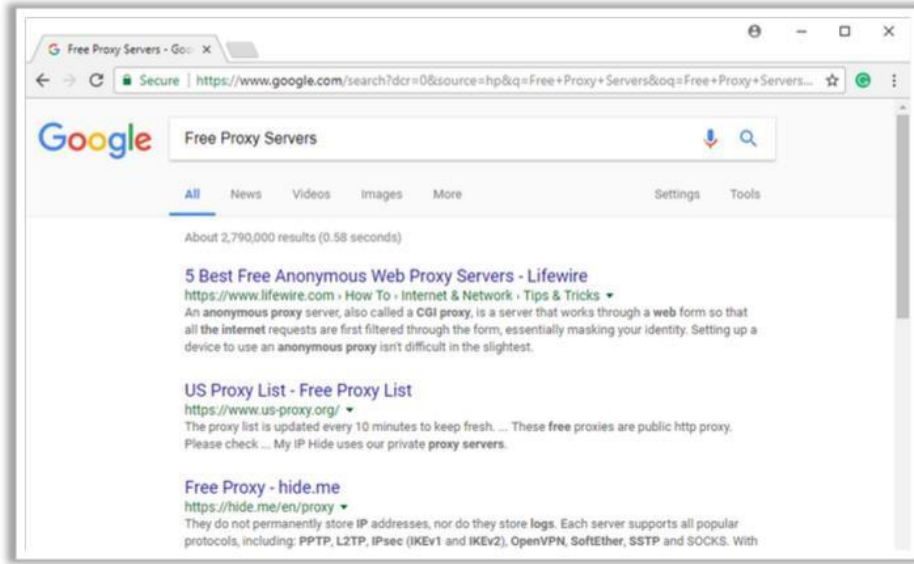 Free Proxy Servers - Goo
Secure | https://www.google.com/search?dcr=0&source=hp&q=Free+Proxy+Servers&oq=Free+Proxy+Servers...
Google
Free Proxy Servers
All News Videos Images More Settings Tools
About 2,790,000 results (0.58 seconds)
5 Best Free Anonymous Web Proxy Servers - Lifewire
https://www.lifewire.com › How To › Internet & Network › Tips & Tricks
An anonymous proxy server, also called a CGI proxy, is a server that works through a web form so that
all the internet requests are first filtered through the form, essentially masking your identity. Setting up a
device to use an anonymous proxy isn't difficult in the slightest.
US Proxy List - Free Proxy List
https://www.us-proxy.org/
The proxy list is updated every 10 minutes to keep fresh. ... These free proxies are public http proxy.
Please check ... My IP Hide uses our private proxy servers.
Free Proxy - hide.me
https://hide.me/en/proxy
They do not permanently store IP addresses, nor do they store logs. Each server supports all popular
protocols, including: PPTP, L2TP, IPsec (IKEv1 and IKEv2), OpenVPN, SoftEther, SSTP and SOCKS. With